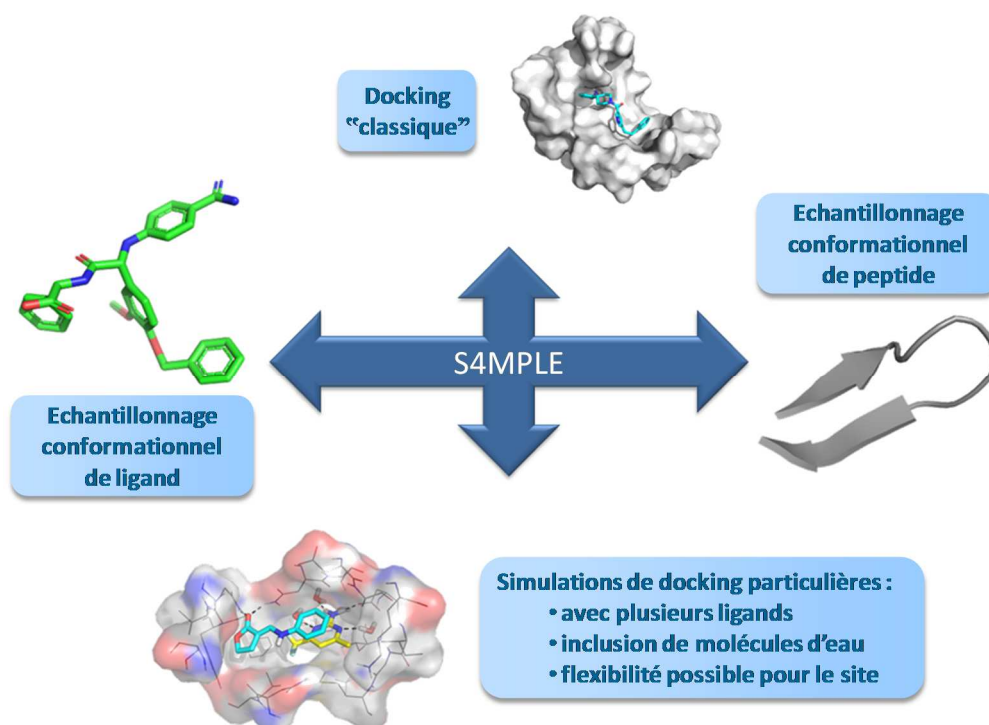 Docking
“classique”
Echantillonnage
conformationnel
de peptide
S4MPLE
Echantillonnage
conformationnel
de ligand
Simulations de docking particulières :
• avec plusieurs ligands
• inclusion de molécules d’eau
• flexibilité possible pour le site